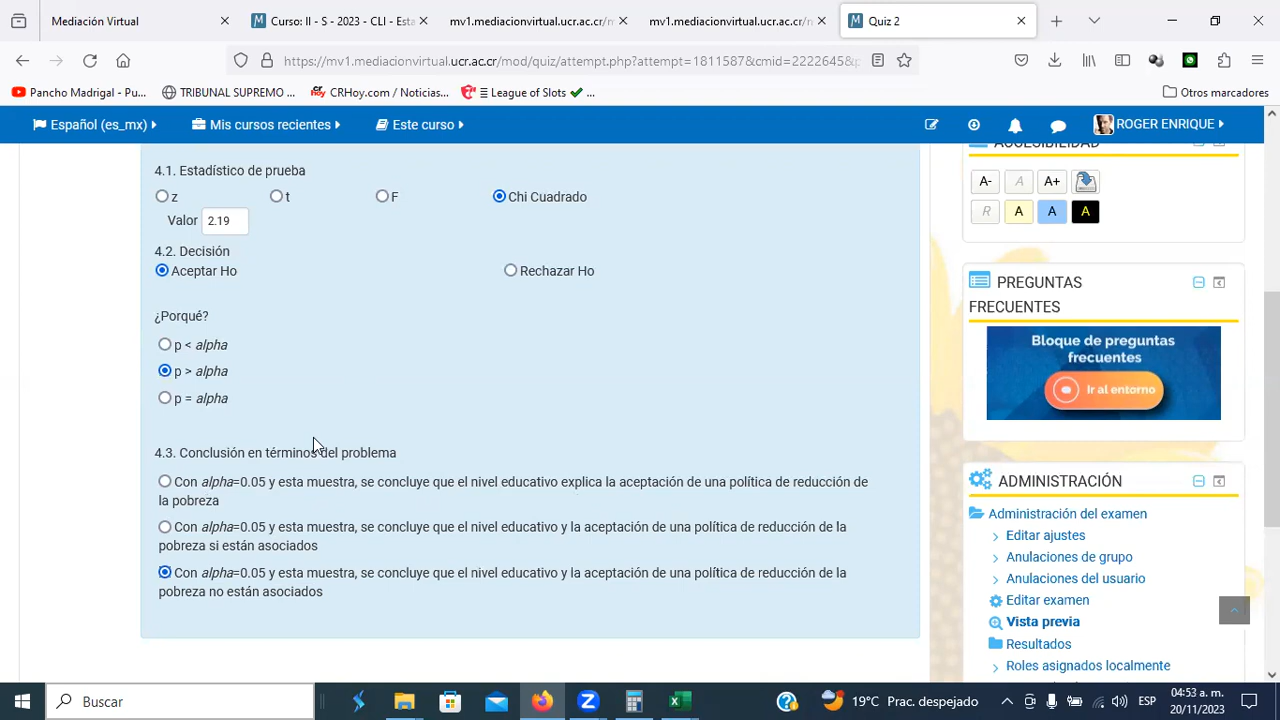 Mediación Virtual
Curso: II - S - 2023 - CLI - Esta
mv1.mediacionvirtual.ucr.ac.cr/m
mv1.mediacionvirtual.ucr.ac.cr/n
Quiz 2
https://mv1.mediacionvirtual.ucr.ac.cr/mod/quiz/attempt.php?attempt=1811587&cmid=2222645&p
Pancho Madrigal - Pu...
TRIBUNAL SUPREMO ...
CRHoy.com / Noticias...
☰ League of Slots ✔ ...
Otros marcadores
Español (es_mx)
Mis cursos recientes
Este curso
ROGER ENRIQUE
4.1. Estadístico de prueba
z
t
F
Chi Cuadrado
Valor 2.19
4.2. Decisión
Aceptar Ho
Rechazar Ho
¿Porqué?
p < alpha
p > alpha
p = alpha
4.3. Conclusión en términos del problema
Con alpha=0.05 y esta muestra, se concluye que el nivel educativo explica la aceptación de una política de reducción de
la pobreza
Con alpha=0.05 y esta muestra, se concluye que el nivel educativo y la aceptación de una política de reducción de la
pobreza si están asociados
Con alpha=0.05 y esta muestra, se concluye que el nivel educativo y la aceptación de una política de reducción de la
pobreza no están asociados
ACCESIBILIDAD
A- A A+
R A A A
PREGUNTAS
FRECUENTES
Bloque de preguntas
frecuentes
Ir al entorno
ADMINISTRACIÓN
Administración del examen
Editar ajustes
Anulaciones de grupo
Anulaciones del usuario
Editar examen
Vista previa
Resultados
Roles asignados localmente
Buscar
19°C Prac. despejado
ESP
04:53 a. m.
20/11/2023